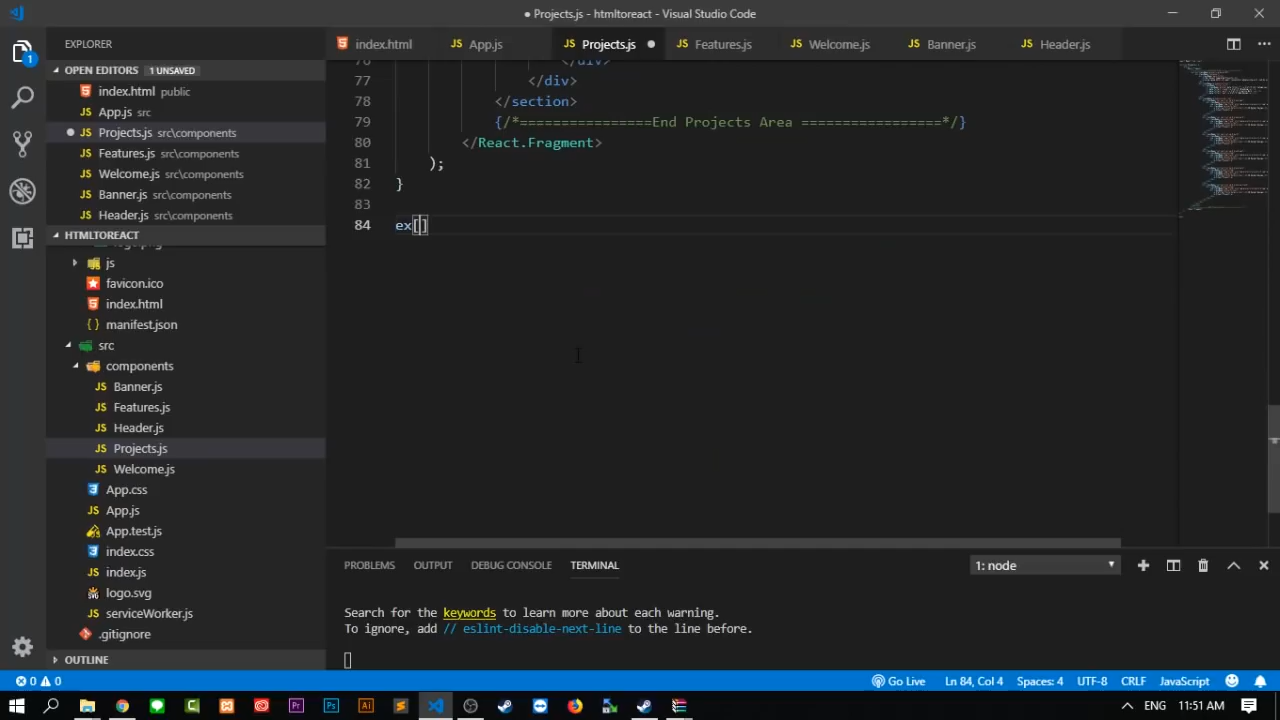 ● Projects.js - htmltoreact - Visual Studio Code
EXPLORER
OPEN EDITORS 1 UNSAVED
index.html public
App.js src
Projects.js src\components
Features.js src\components
Welcome.js src\components
Banner.js src\components
Header.js src\components
HTMLTOREACT
js
favicon.ico
index.html
manifest.json
src
components
Banner.js
Features.js
Header.js
Projects.js
Welcome.js
App.css
App.js
App.test.js
index.css
index.js
logo.svg
serviceWorker.js
.gitignore
OUTLINE
index.html App.js Projects.js Features.js Welcome.js Banner.js Header.js
76 </div>
77 </div>
78 </section>
79 {/*================End Projects Area =================*/}
80 </React.Fragment>
81 );
82 }
83
84 ex[]
PROBLEMS OUTPUT DEBUG CONSOLE TERMINAL 1: node
Search for the keywords to learn more about each warning.
To ignore, add // eslint-disable-next-line to the line before.
0 0 Go Live Ln 84, Col 4 Spaces: 4 UTF-8 CRLF JavaScript
ENG 11:51 AM